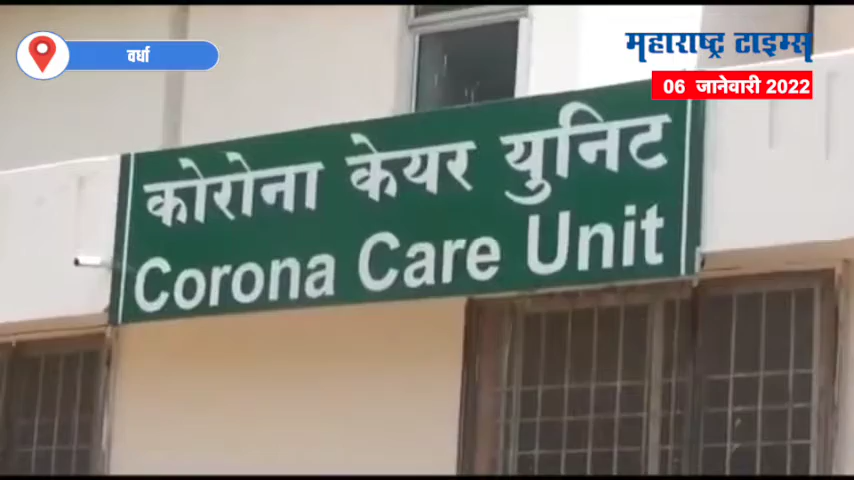 वर्धा
महाराष्ट्र टाइम्स
06 जानेवारी 2022
कोरोना केयर युनिट
Corona Care Unit